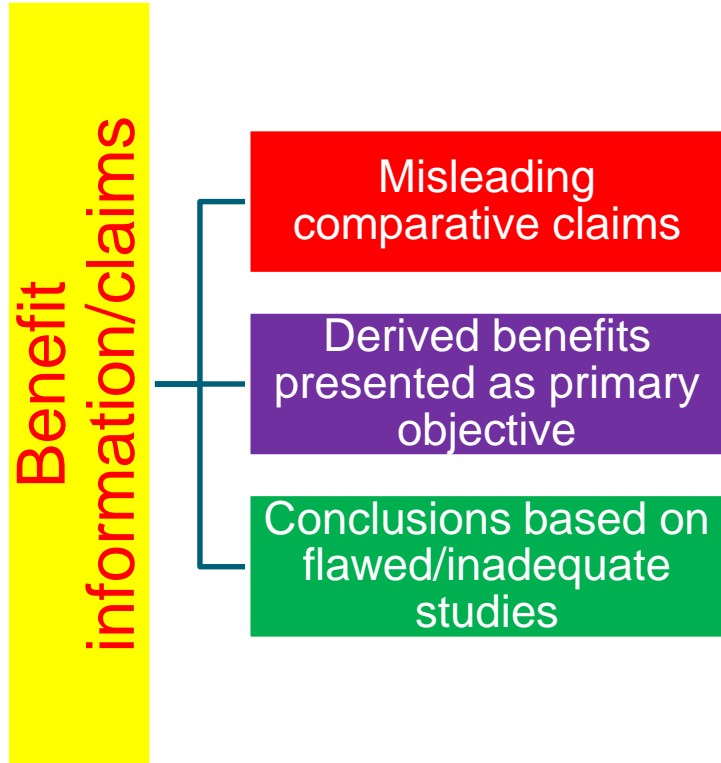 Benefit
information/claims
Misleading
comparative claims
Derived benefits
presented as primary
objective
Conclusions based on
flawed/inadequate
studies